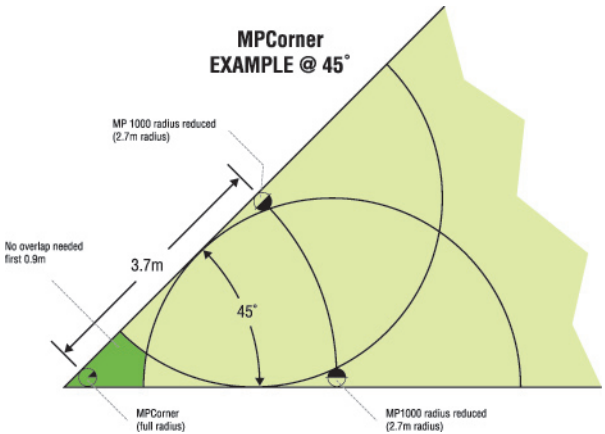 MPCorner
EXAMPLE @ 45°
MP 1000 radius reduced
(2.7m radius)
No overlap needed
first 0.9m
3.7m
45°
MPCorner
(full radius)
MP1000 radius reduced
(2.7m radius)